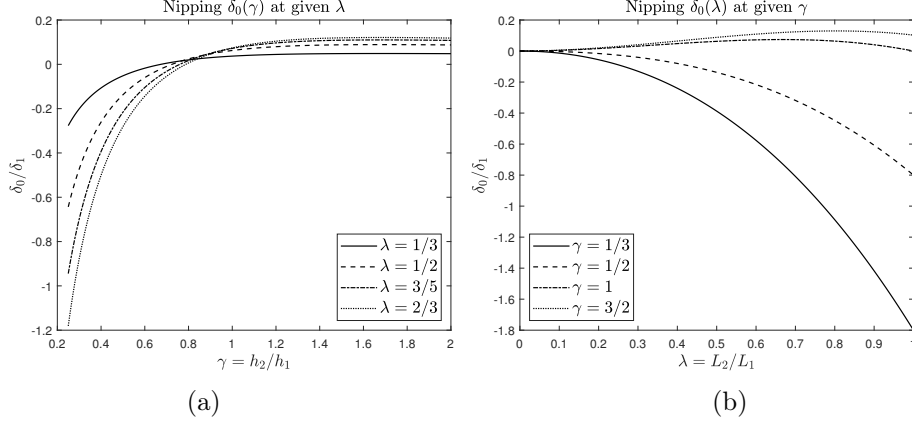 Nipping δ₀(γ) at given λ
0.2
0
-0.2
-0.4
-0.6
-0.8
-1
-1.2
δ₀/δ₁
λ = 1/3
λ = 1/2
λ = 3/5
λ = 2/3
0.2 0.4 0.6 0.8 1 1.2 1.4 1.6 1.8 2
γ = h₂/h₁
(a)
Nipping δ₀(λ) at given γ
0.2
0
-0.2
-0.4
-0.6
-0.8
-1
-1.2
-1.4
-1.6
-1.8
δ₀/δ₁
γ = 1/3
γ = 1/2
γ = 1
γ = 3/2
0 0.1 0.2 0.3 0.4 0.5 0.6 0.7 0.8 0.9
λ = L₂/L₁
(b)